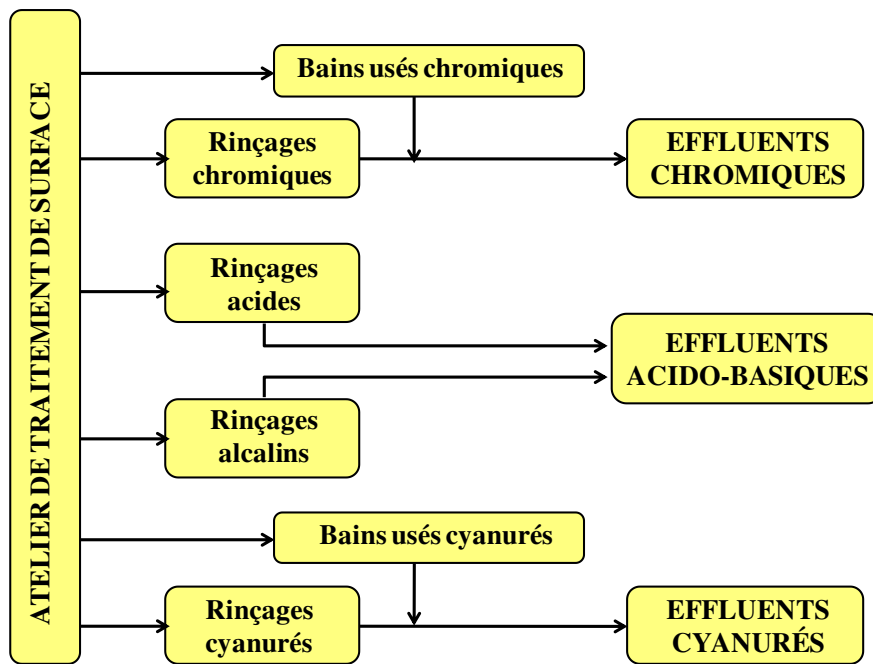 ATELIER DE TRAITEMENT DE SURFACE
Bains usés chromiques
Rinçages
chromiques
EFFLUENTS
CHROMIQUES
Rinçages
acides
EFFLUENTS
ACIDO-BASIQUES
Rinçages
alcalins
Bains usés cyanurés
Rinçages
cyanurés
EFFLUENTS
CYANURÉS